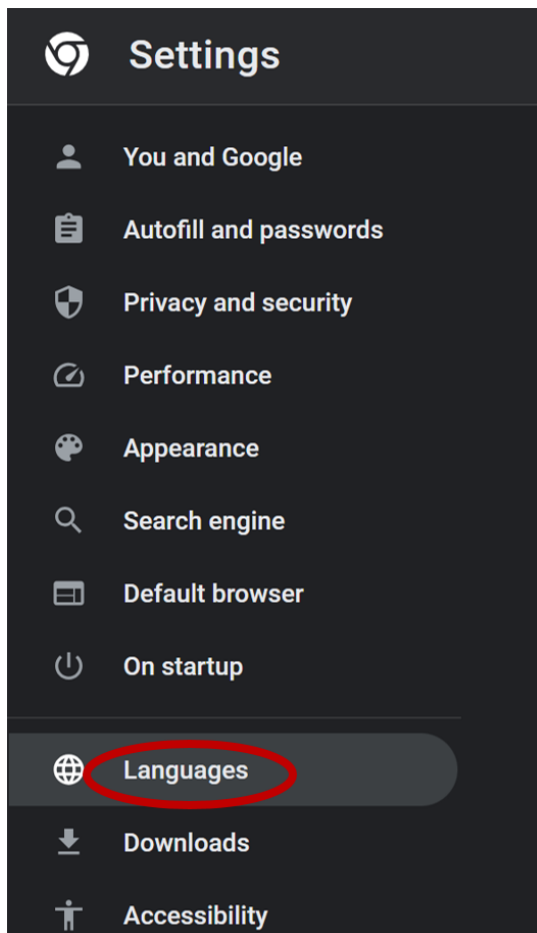 Settings
You and Google
Autofill and passwords
Privacy and security
Performance
Appearance
Search engine
Default browser
On startup
Languages
Downloads
Accessibility